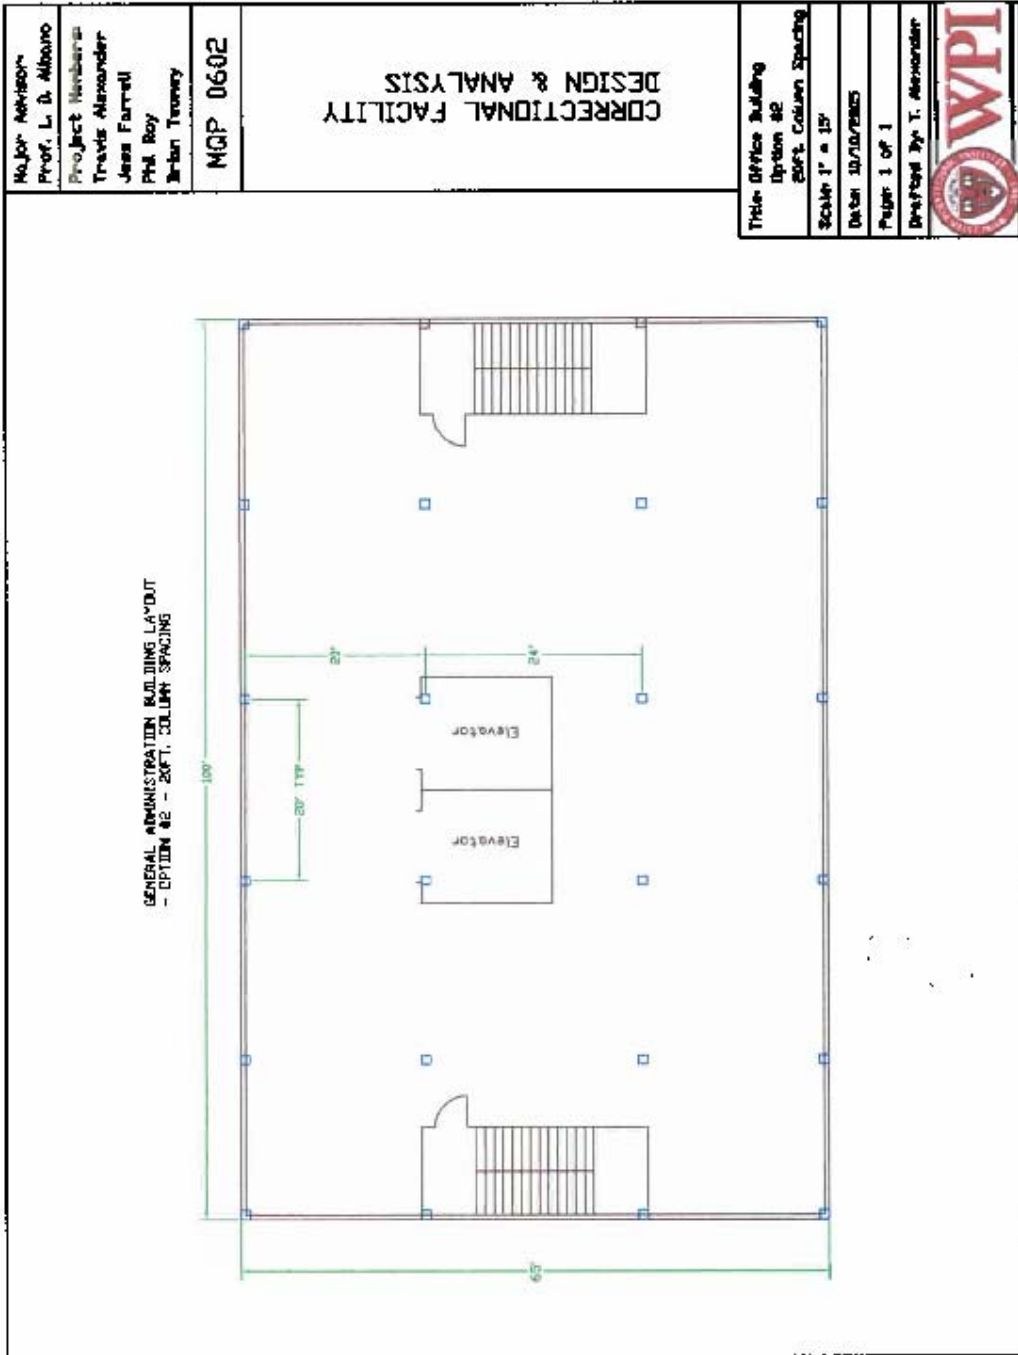 GENERAL ADMINISTRATION BUILDING LAYOUT
- OPTION #2 - 20FT. COLUMN SPACING
100'
20' TYP
Elevator
Elevator
24'
65'
Major Advisor:
Prof. L. D. Albano
Project Members:
Travis Alexander
Jess Farrell
Phil Roy
Brian
MQP 0602
CORRECTIONAL FACILITY
DESIGN & ANALYSIS
Title: Office Building
Option #2
20ft. Column Spacing
Scale: 1" = 15'
Date: 10/10/2005
Page: 1 of 1
Drafted By: T. Alexander
WPI